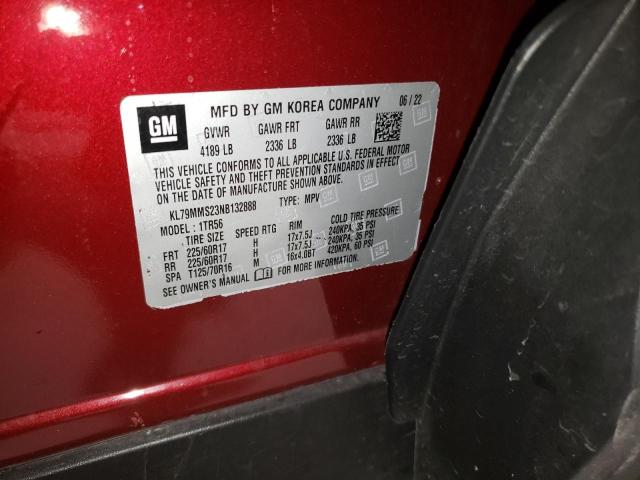 GM
MFD BY GM KOREA COMPANY 06 / 22
GVWR GAWR FRT GAWR RR
4189 LB 2336 LB 2336 LB
THIS VEHICLE CONFORMS TO ALL APPLICABLE U.S. FEDERAL MOTOR
VEHICLE SAFETY AND THEFT PREVENTION STANDARDS IN EFFECT
ON THE DATE OF MANUFACTURE SHOWN ABOVE.
KL79MMS23NB132888 TYPE: MPV
MODEL: 1TR56
TIRE SIZE SPEED RTG RIM COLD TIRE PRESSURE
FRT 225/60R17 H 17x7.5J 240KPA, 35 PSI
RR 225/60R17 H 17x7.5J 240KPA, 35 PSI
SPA T125/70R16 M 16x4.0BT 420KPA, 60 PSI
SEE OWNER'S MANUAL FOR MORE INFORMATION.